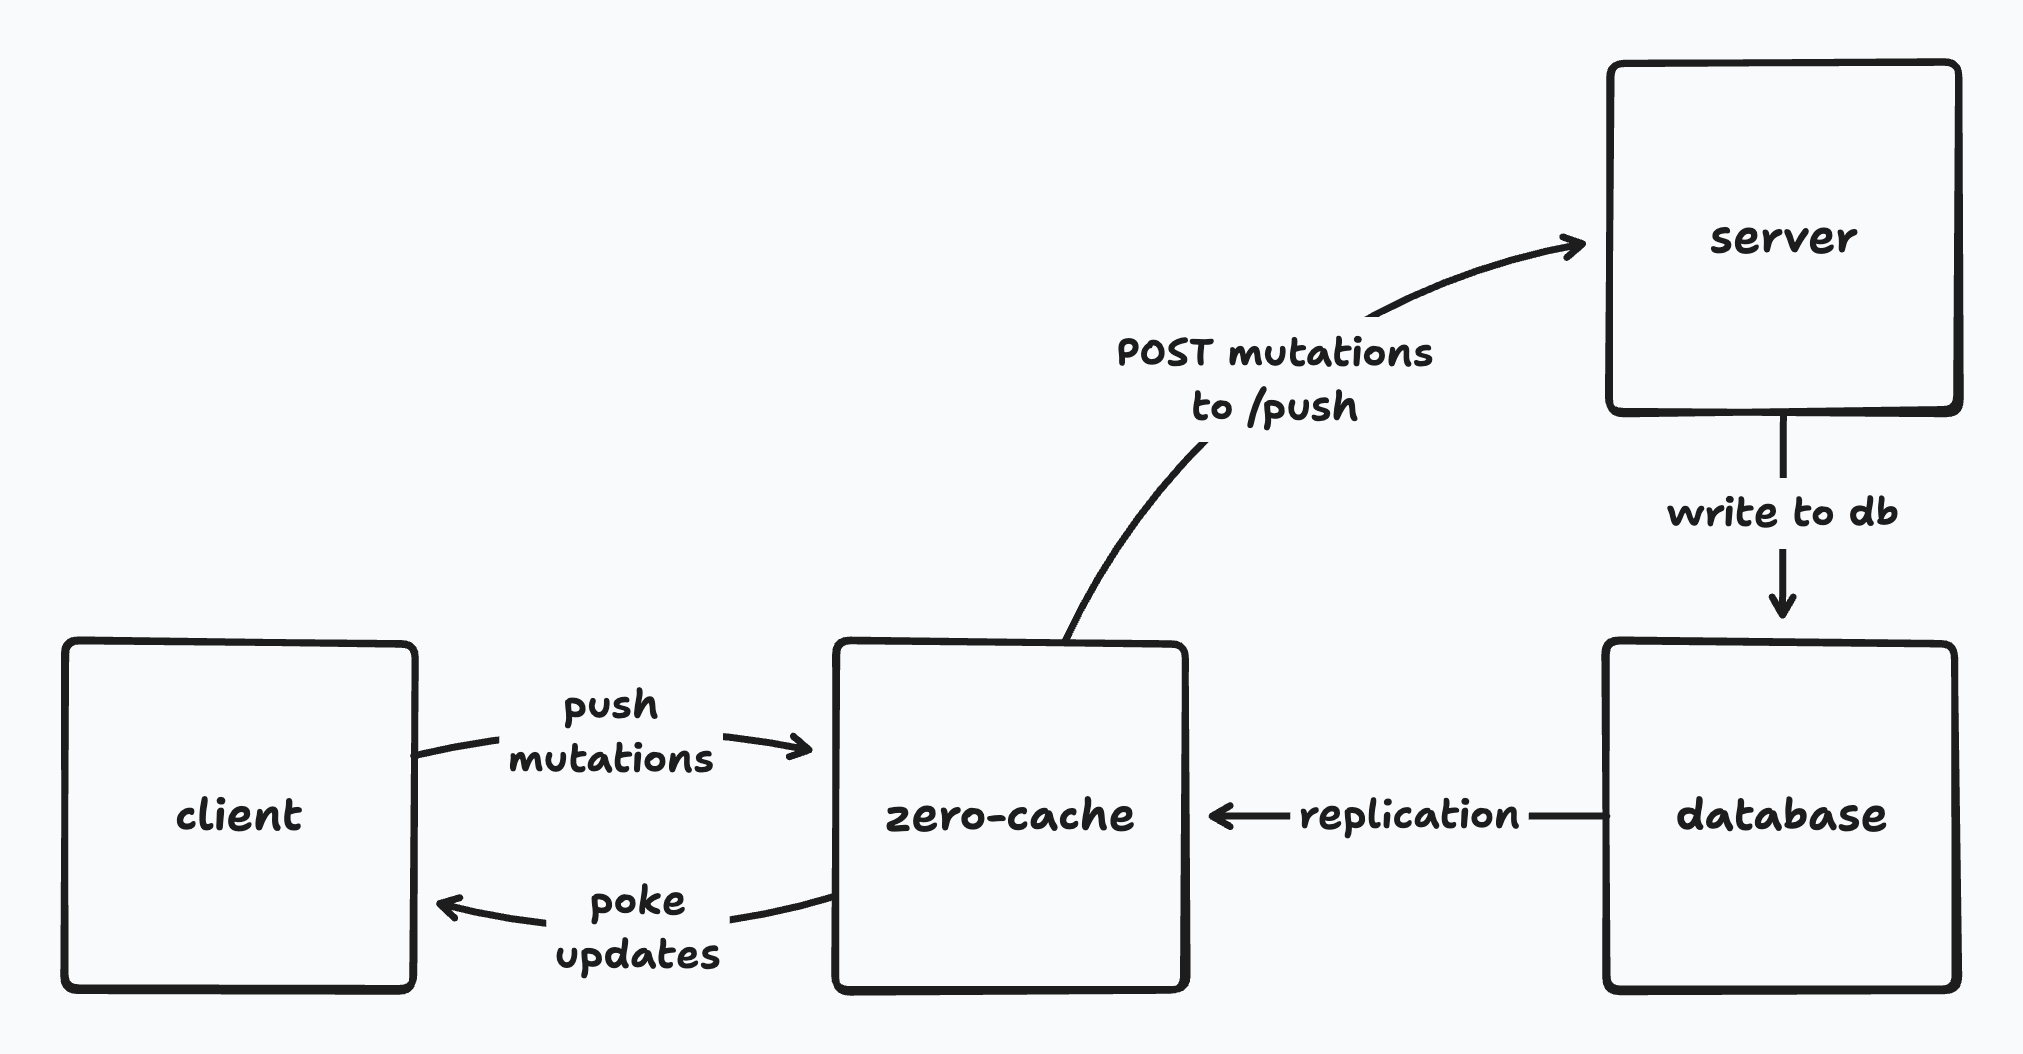 server
POST mutations
to /push
write to db
push
mutations
client
zero-cache
replication
database
poke
updates